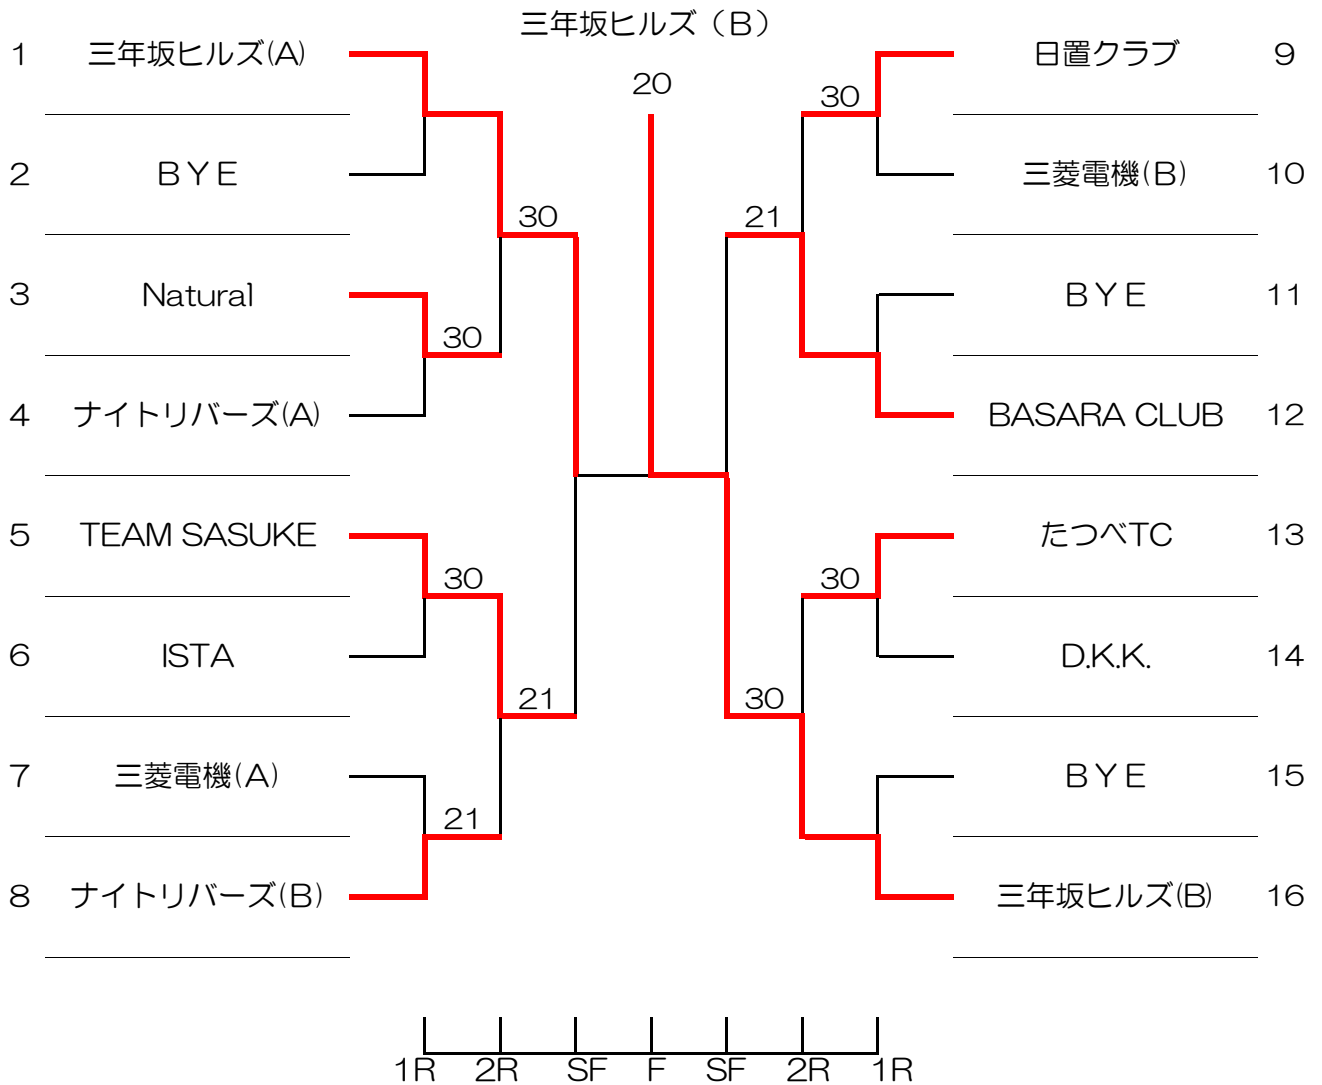 三年坂ヒルズ（B）
1 三年坂ヒルズ(A) 日置クラブ 9
20
30
2 BYE 三菱電機(B) 10
30 21
3 Natural BYE 11
30
4 ナイトリバーズ(A) BASARA CLUB 12
5 TEAM SASUKE たつべTC 13
30 30
6 ISTA D.K.K. 14
21 30
7 三菱電機(A) BYE 15
21
8 ナイトリバーズ(B) 三年坂ヒルズ(B) 16
1R 2R SF F SF 2R 1R